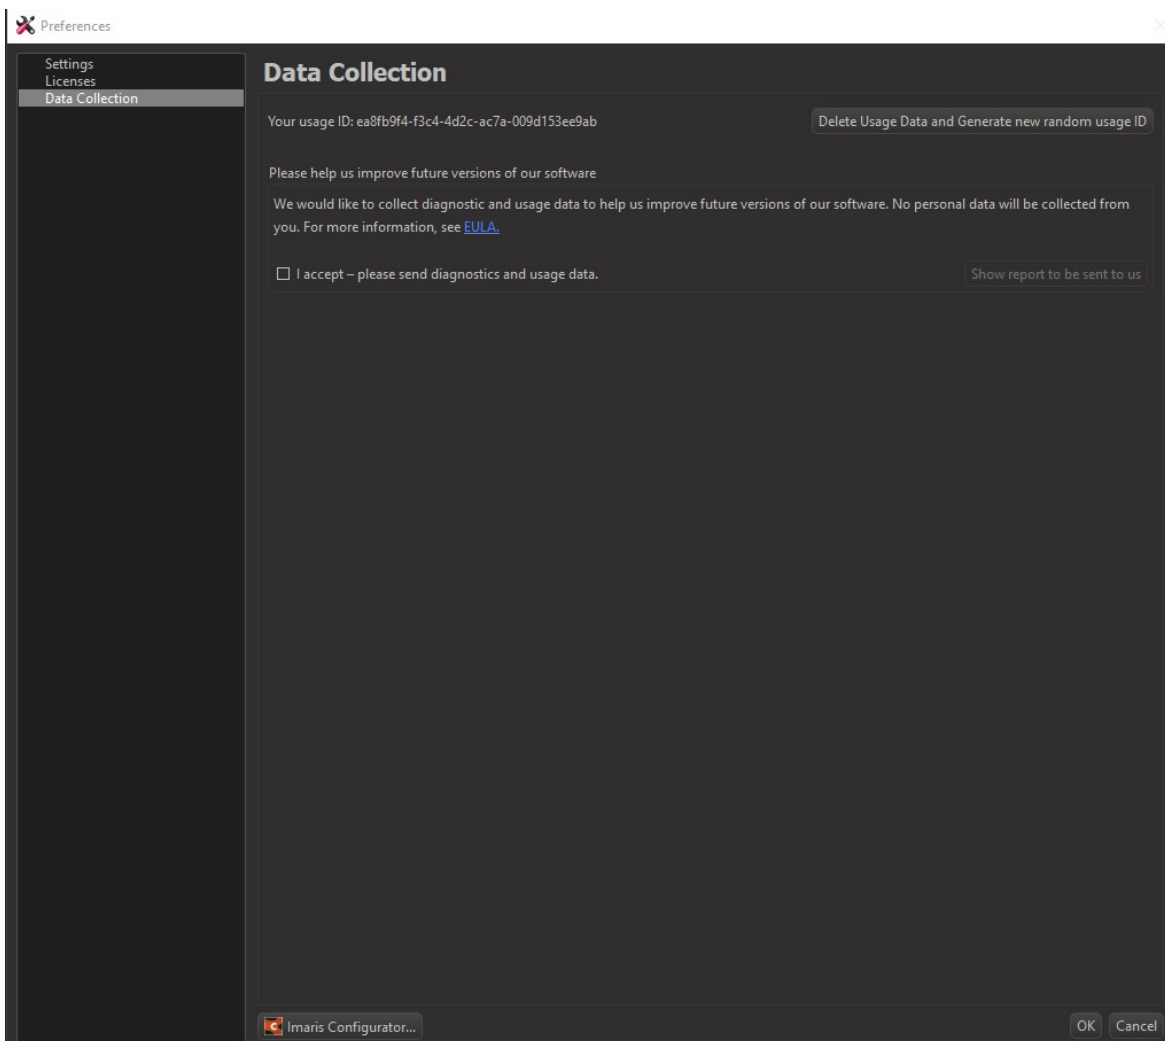 Preferences
Settings
Licenses
Data Collection
Data Collection
Your usage ID: ea8fb9f4-f3c4-4d2c-ac7a-009d153ee9ab
Delete Usage Data and Generate new random usage ID
Please help us improve future versions of our software
We would like to collect diagnostic and usage data to help us improve future versions of our software. No personal data will be collected from
you. For more information, see EULA.
I accept – please send diagnostics and usage data.
Show report to be sent to us
Imaris Configurator...
OK
Cancel